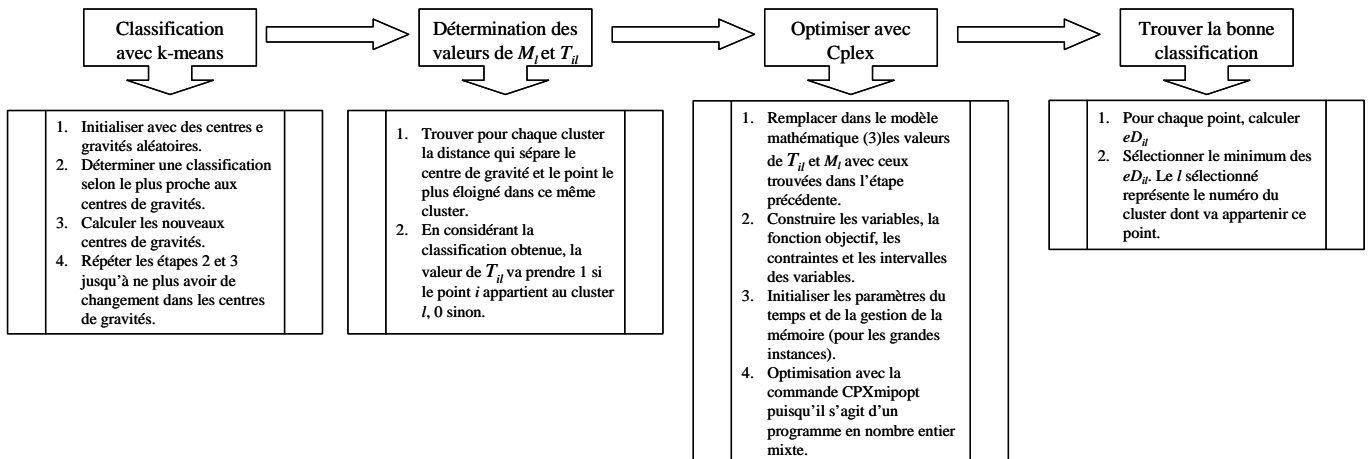 Classification
avec k-means
Détermination des
valeurs de M_l et T_il
Optimiser avec
Cplex
Trouver la bonne
classification
1. Initialiser avec des centres e
gravités aléatoires.
2. Déterminer une classification
selon le plus proche aux
centres de gravités.
3. Calculer les nouveaux
centres de gravités.
4. Répéter les étapes 2 et 3
jusqu'à ne plus avoir de
changement dans les centres
de gravités.
1. Trouver pour chaque cluster
la distance qui sépare le
centre de gravité et le point
le plus éloigné dans ce même
cluster.
2. En considérant la
classification obtenue, la
valeur de T_il va prendre 1 si
le point i appartient au cluster
l, 0 sinon.
1. Remplacer dans le modèle
mathématique (3)les valeurs
de T_il et M_l avec ceux
trouvées dans l'étape
précédente.
2. Construire les variables, la
fonction objectif, les
contraintes et les intervalles
des variables.
3. Initialiser les paramètres du
temps et de la gestion de la
mémoire (pour les grandes
instances).
4. Optimisation avec la
commande CPXmipopt
puisqu'il s'agit d'un
programme en nombre entier
mixte.
1. Pour chaque point, calculer
eD_il
2. Sélectionner le minimum des
eD_il. Le l sélectionné
représente le numéro du
cluster dont va appartenir ce
point.